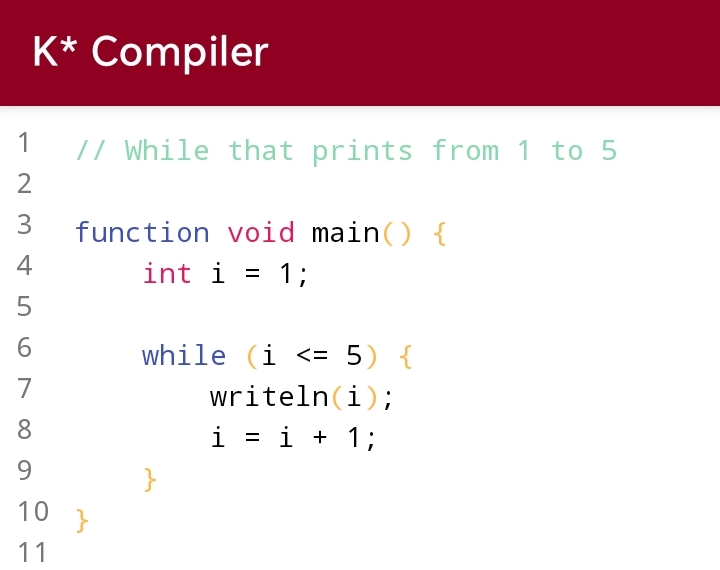 K* Compiler
1 // While that prints from 1 to 5
2
3 function void main() {
4     int i = 1;
5
6     while (i <= 5) {
7         writeln(i);
8         i = i + 1;
9     }
10 }
11